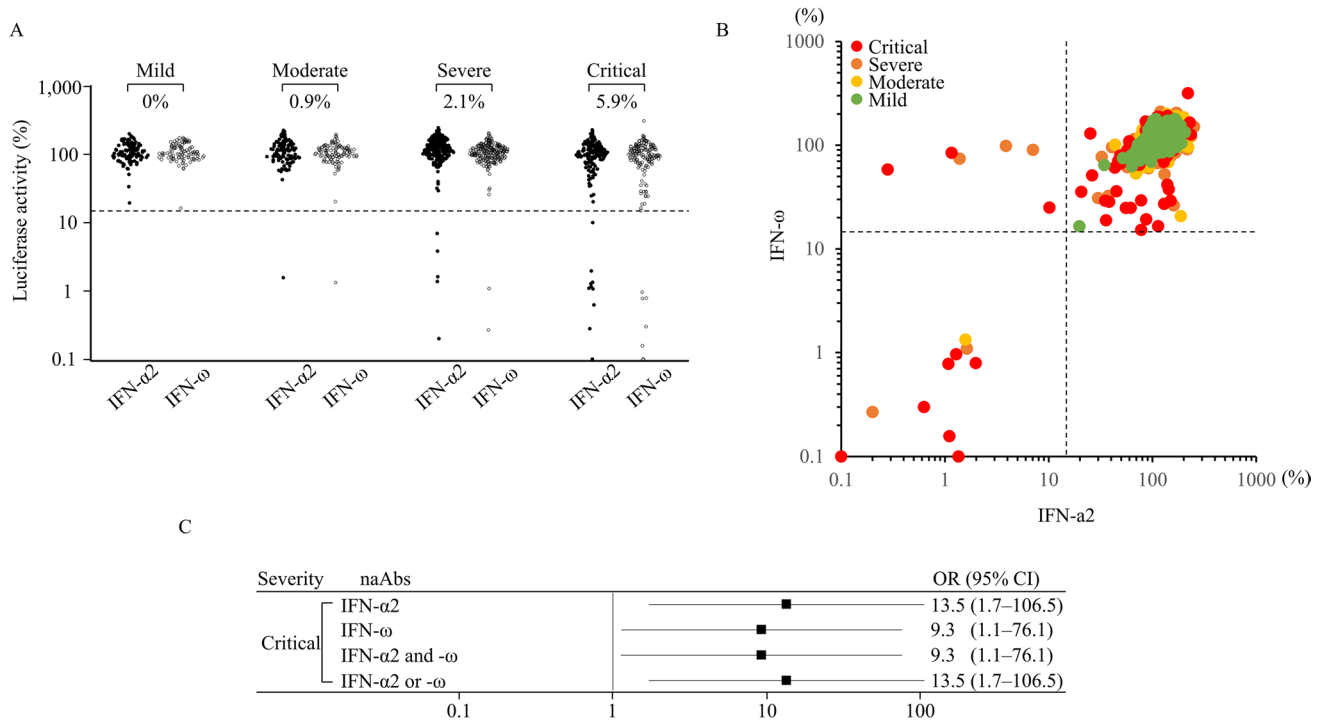 A
Mild Moderate Severe Critical
0% 0.9% 2.1% 5.9%
Luciferase activity (%)
1,000
100
10
1
0.1
IFN-α2 IFN-ω IFN-α2 IFN-ω IFN-α2 IFN-ω IFN-α2 IFN-ω
B
(%)
1000
100
10
1
0.1
IFN-ω
Critical
Severe
Moderate
Mild
0.1 1 10 100 1000 (%)
IFN-a2
C
Severity naAbs OR (95% CI)
Critical
IFN-α2 13.5 (1.7–106.5)
IFN-ω 9.3 (1.1–76.1)
IFN-α2 and -ω 9.3 (1.1–76.1)
IFN-α2 or -ω 13.5 (1.7–106.5)
0.1 1 10 100